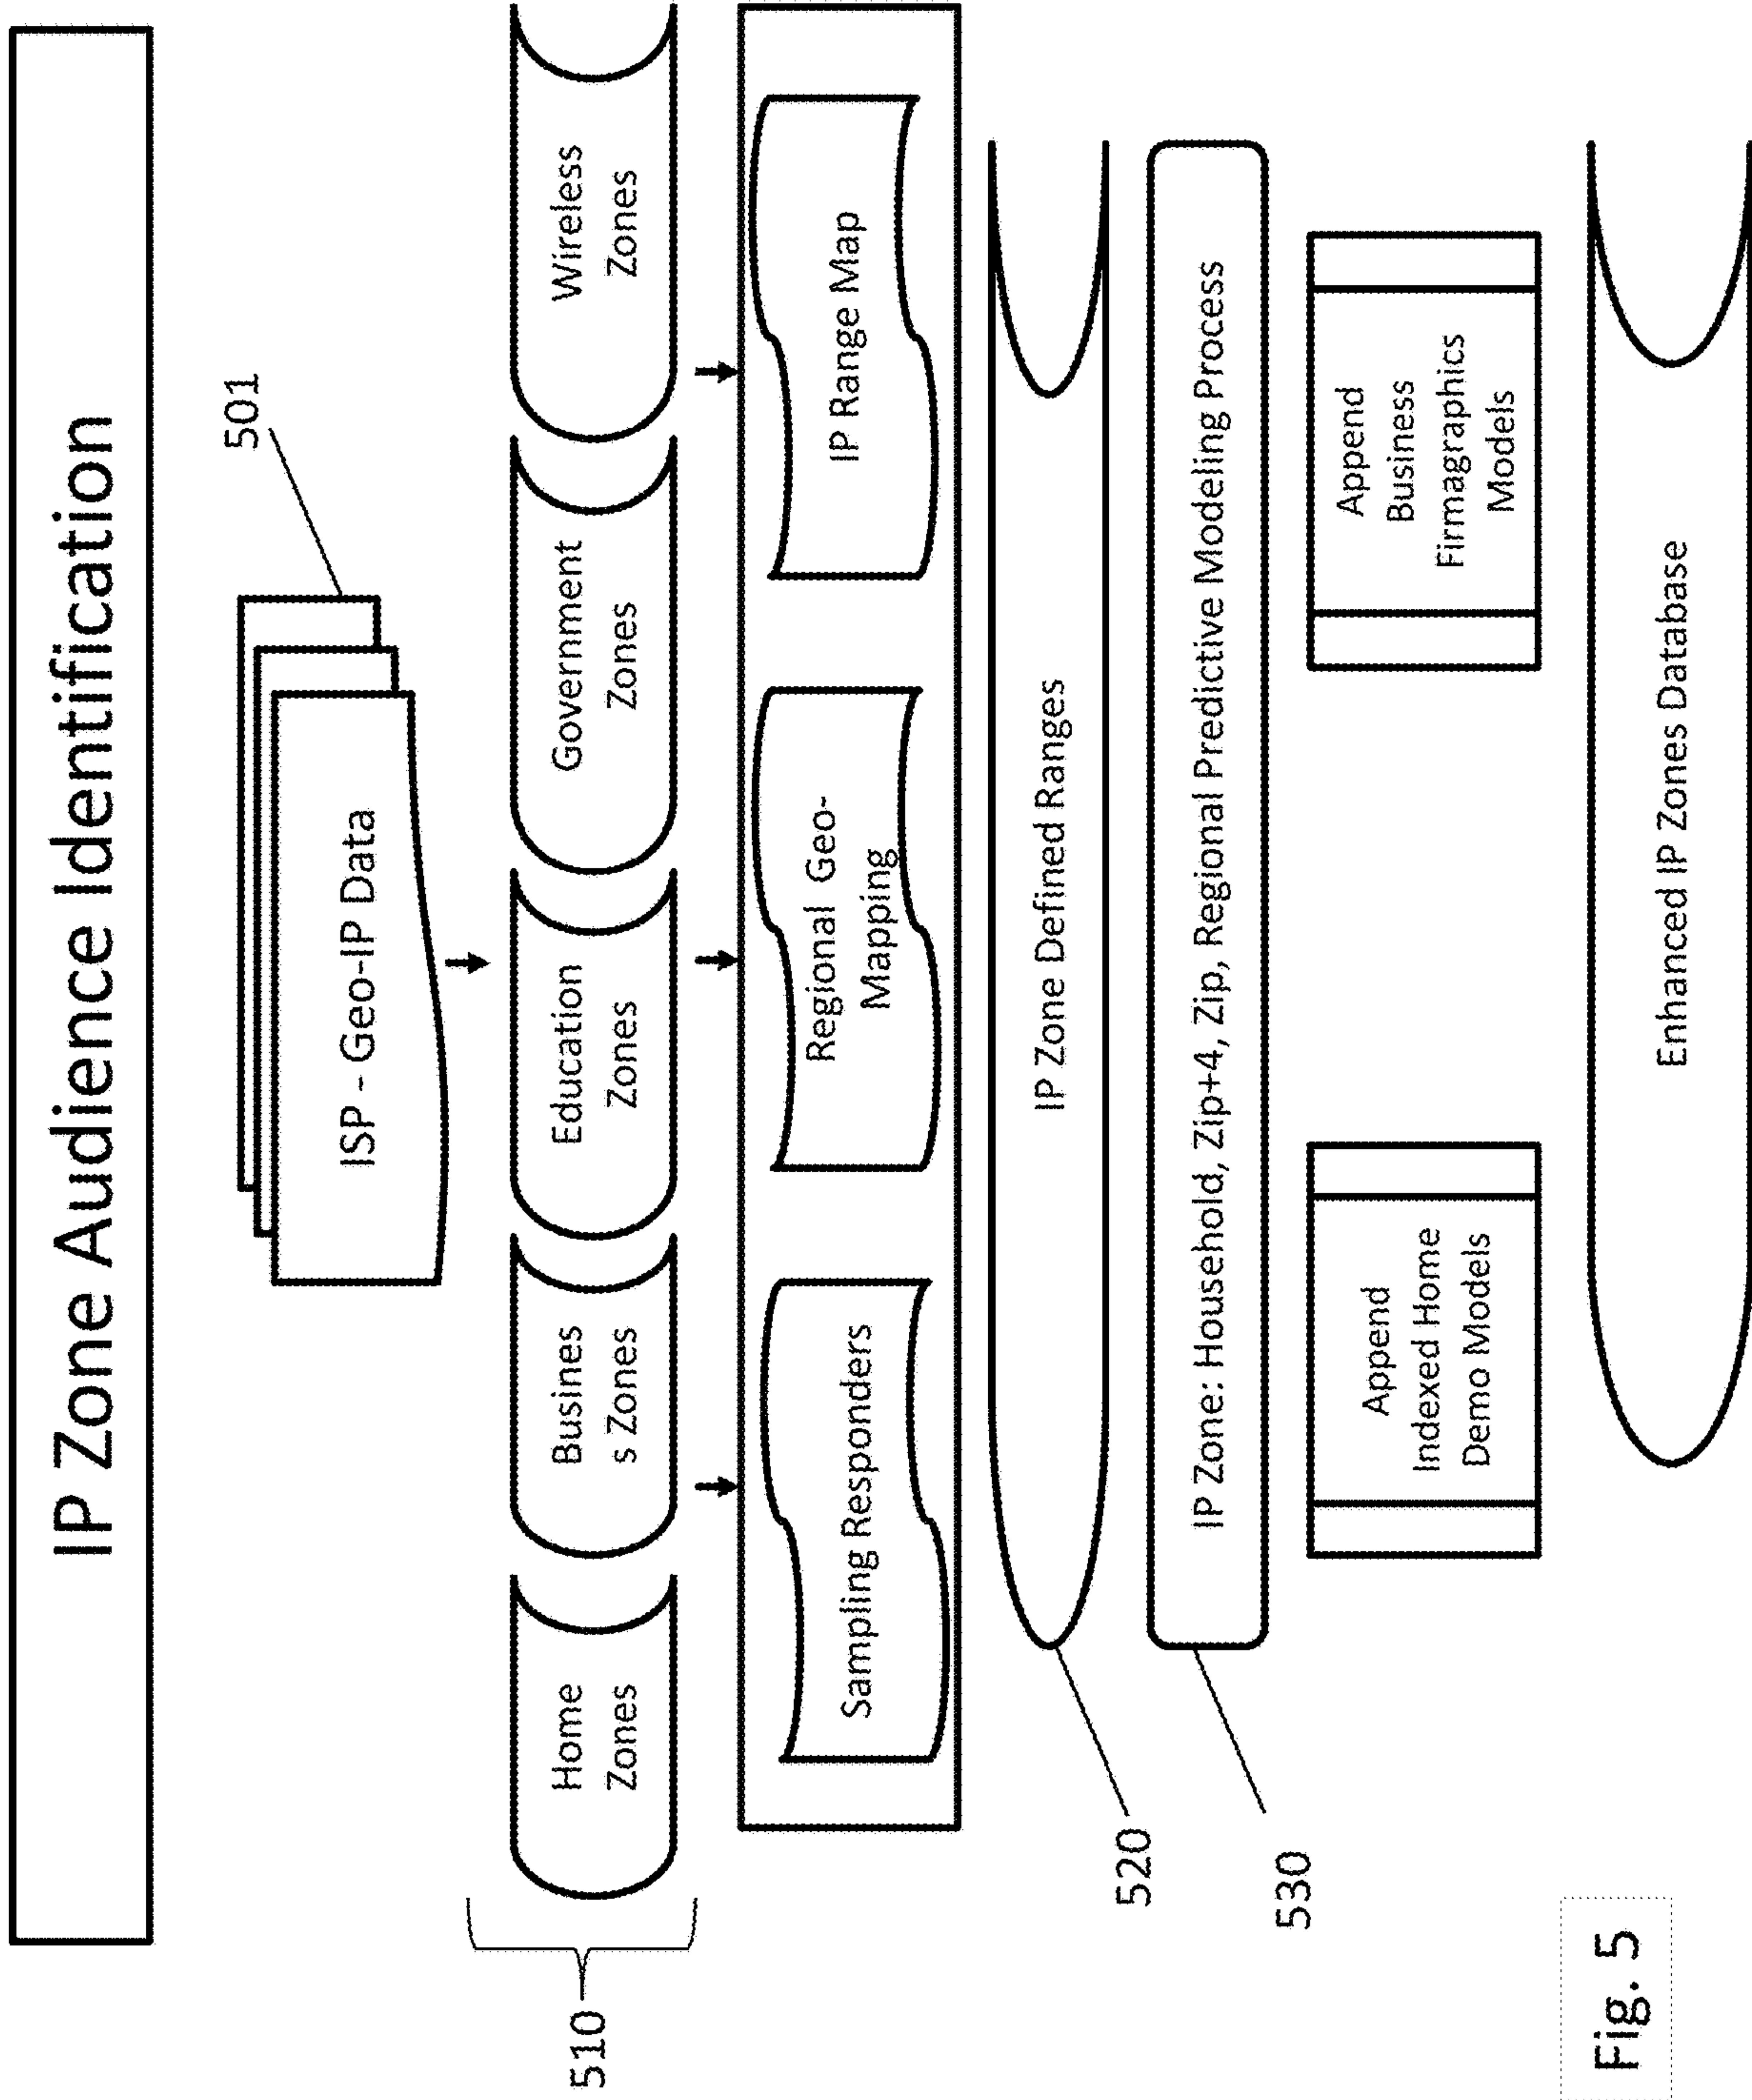 IP Zone Audience Identification
501
ISP - Geo-IP Data
510
Home
Zones
Busines
s Zones
Education
Zones
Government
Zones
Wireless
Zones
Sampling Responders
Regional Geo-
Mapping
IP Range Map
520
IP Zone Defined Ranges
530
IP Zone: Household, Zip+4, Zip, Regional Predictive Modeling Process
Append
Indexed Home
Demo Models
Append
Business
Firmagraphics
Models
Enhanced IP Zones Database
Fig. 5